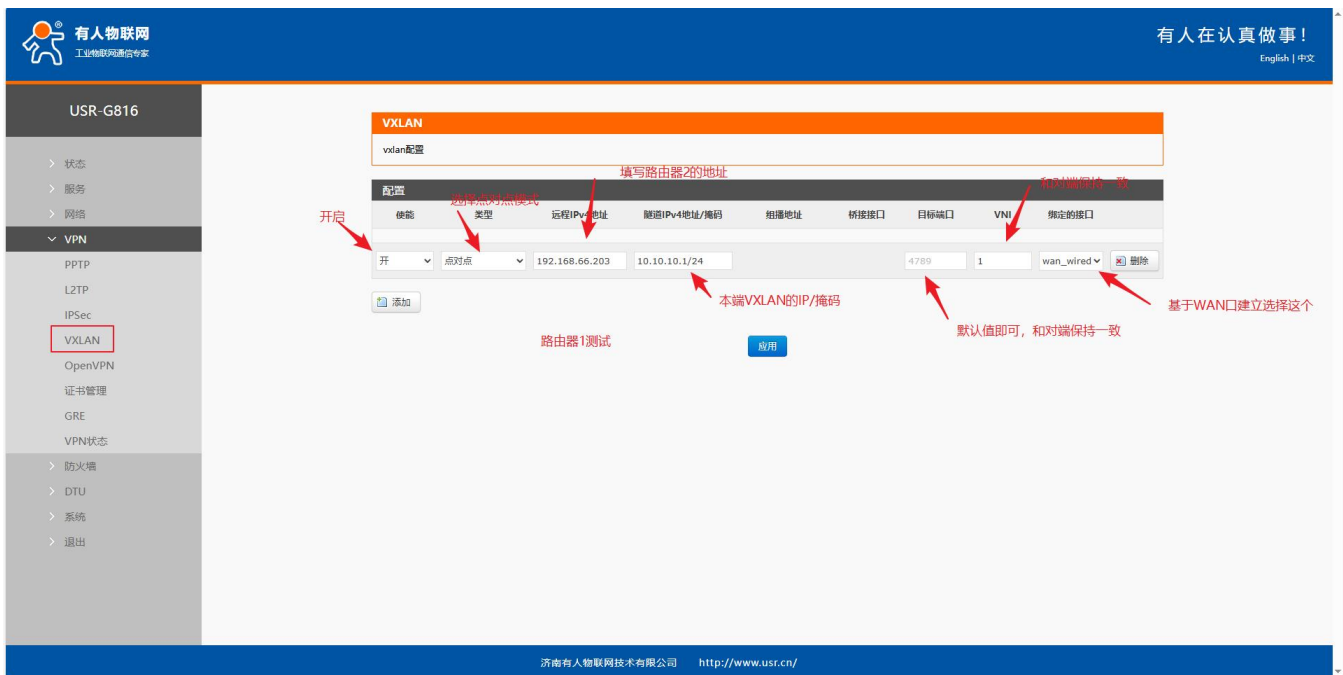 有人物联网
工业物联网通信专家
有人在认真做事！
English | 中文
USR-G816
状态
服务
网络
VPN
PPTP
L2TP
IPSec
VXLAN
OpenVPN
证书管理
GRE
VPN状态
防火墙
DTU
系统
退出
VXLAN
vxlan配置
填写路由器2的地址
配置
选择点对点模式
和对端保持一致
开启
使能 类型 远程IPv4地址 隧道IPv4地址/掩码 组播地址 桥接接口 目标端口 VNI 绑定的接口
开 点对点 192.168.66.203 10.10.10.1/24 4789 1 wan_wired 删除
添加
本端VXLAN的IP/掩码
基于WAN口建立选择这个
默认值即可，和对端保持一致
路由器1测试
应用
济南有人物联网技术有限公司 http://www.usr.cn/